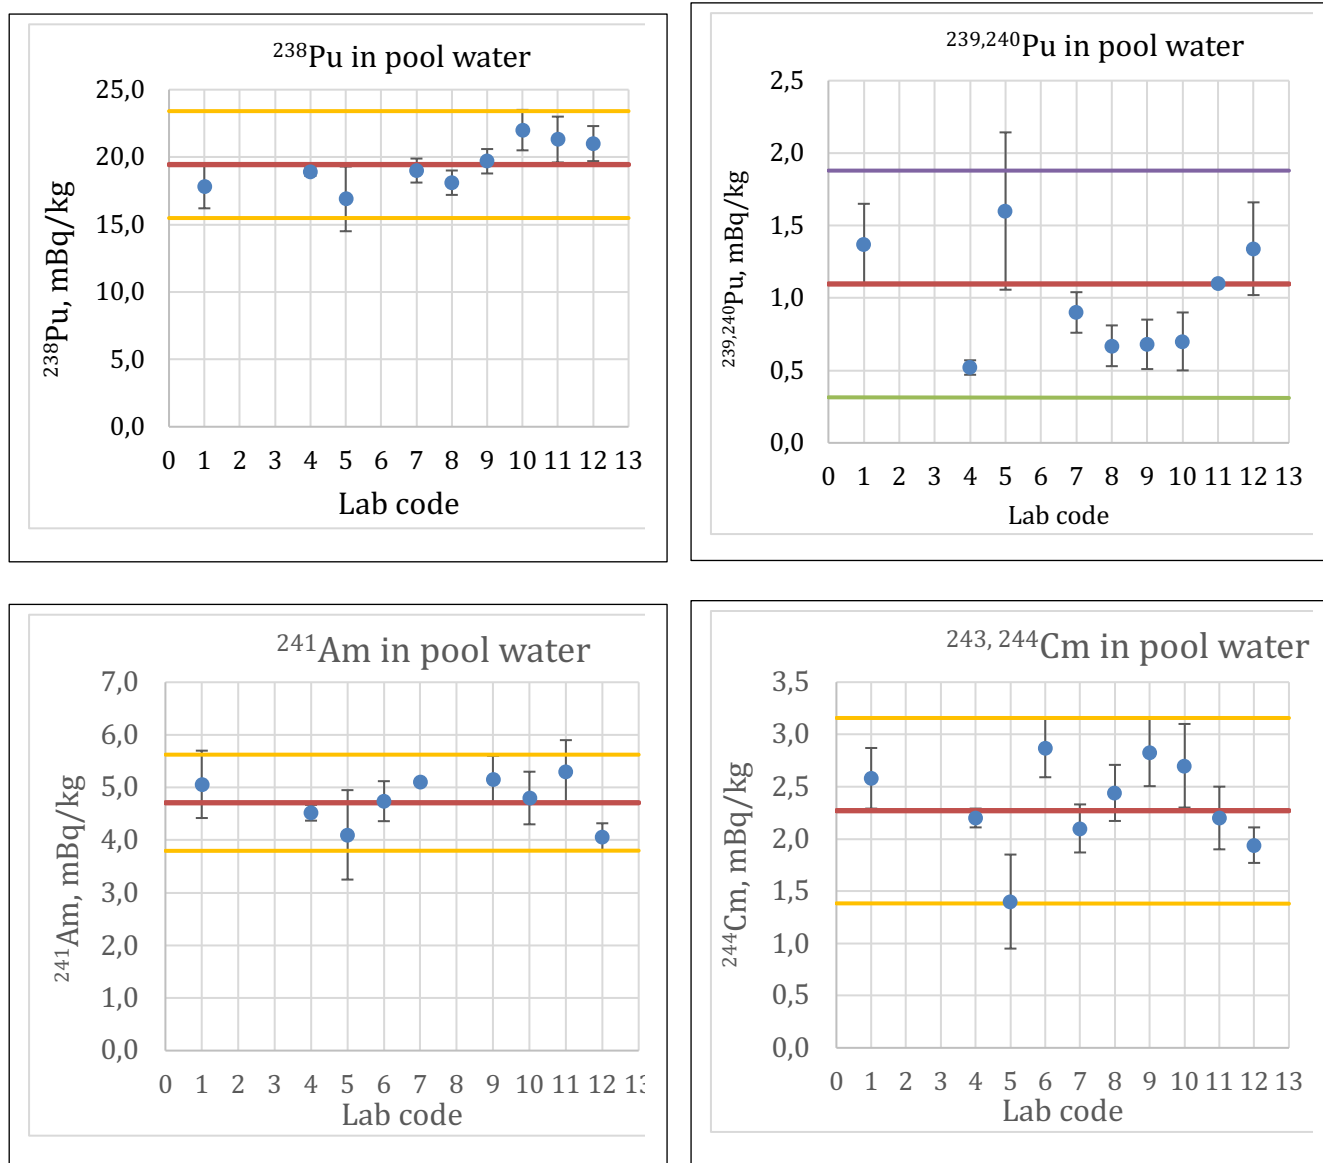 ²³⁸Pu in pool water
25,0
20,0
15,0
10,0
5,0
0,0
²³⁸Pu, mBq/kg
0 1 2 3 4 5 6 7 8 9 10 11 12 13
Lab code
²³⁹,²⁴⁰Pu in pool water
2,5
2,0
1,5
1,0
0,5
0,0
²³⁹,²⁴⁰Pu, mBq/kg
0 1 2 3 4 5 6 7 8 9 10 11 12 13
Lab code
²⁴¹Am in pool water
7,0
6,0
5,0
4,0
3,0
2,0
1,0
0,0
²⁴¹Am, mBq/kg
0 1 2 3 4 5 6 7 8 9 10 11 12 13
Lab code
²⁴³, ²⁴⁴Cm in pool water
3,5
3,0
2,5
2,0
1,5
1,0
0,5
0,0
²⁴⁴Cm, mBq/kg
0 1 2 3 4 5 6 7 8 9 10 11 12 13
Lab code